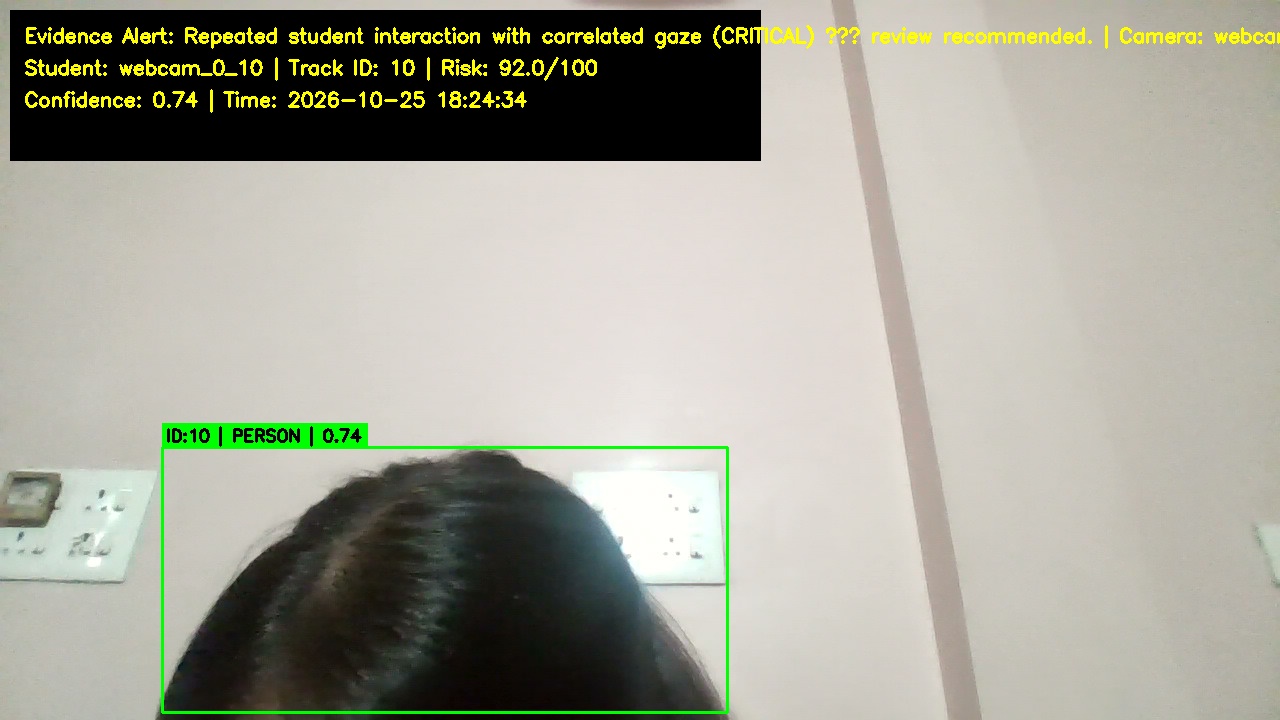 Evidence Alert: Repeated student interaction with correlated gaze (CRITICAL) ??? review recommended. | Camera: webca
Student: webcam_0_10 | Track ID: 10 | Risk: 92.0/100
Confidence: 0.74 | Time: 2026-10-25 18:24:34
ID:10 | PERSON | 0.74